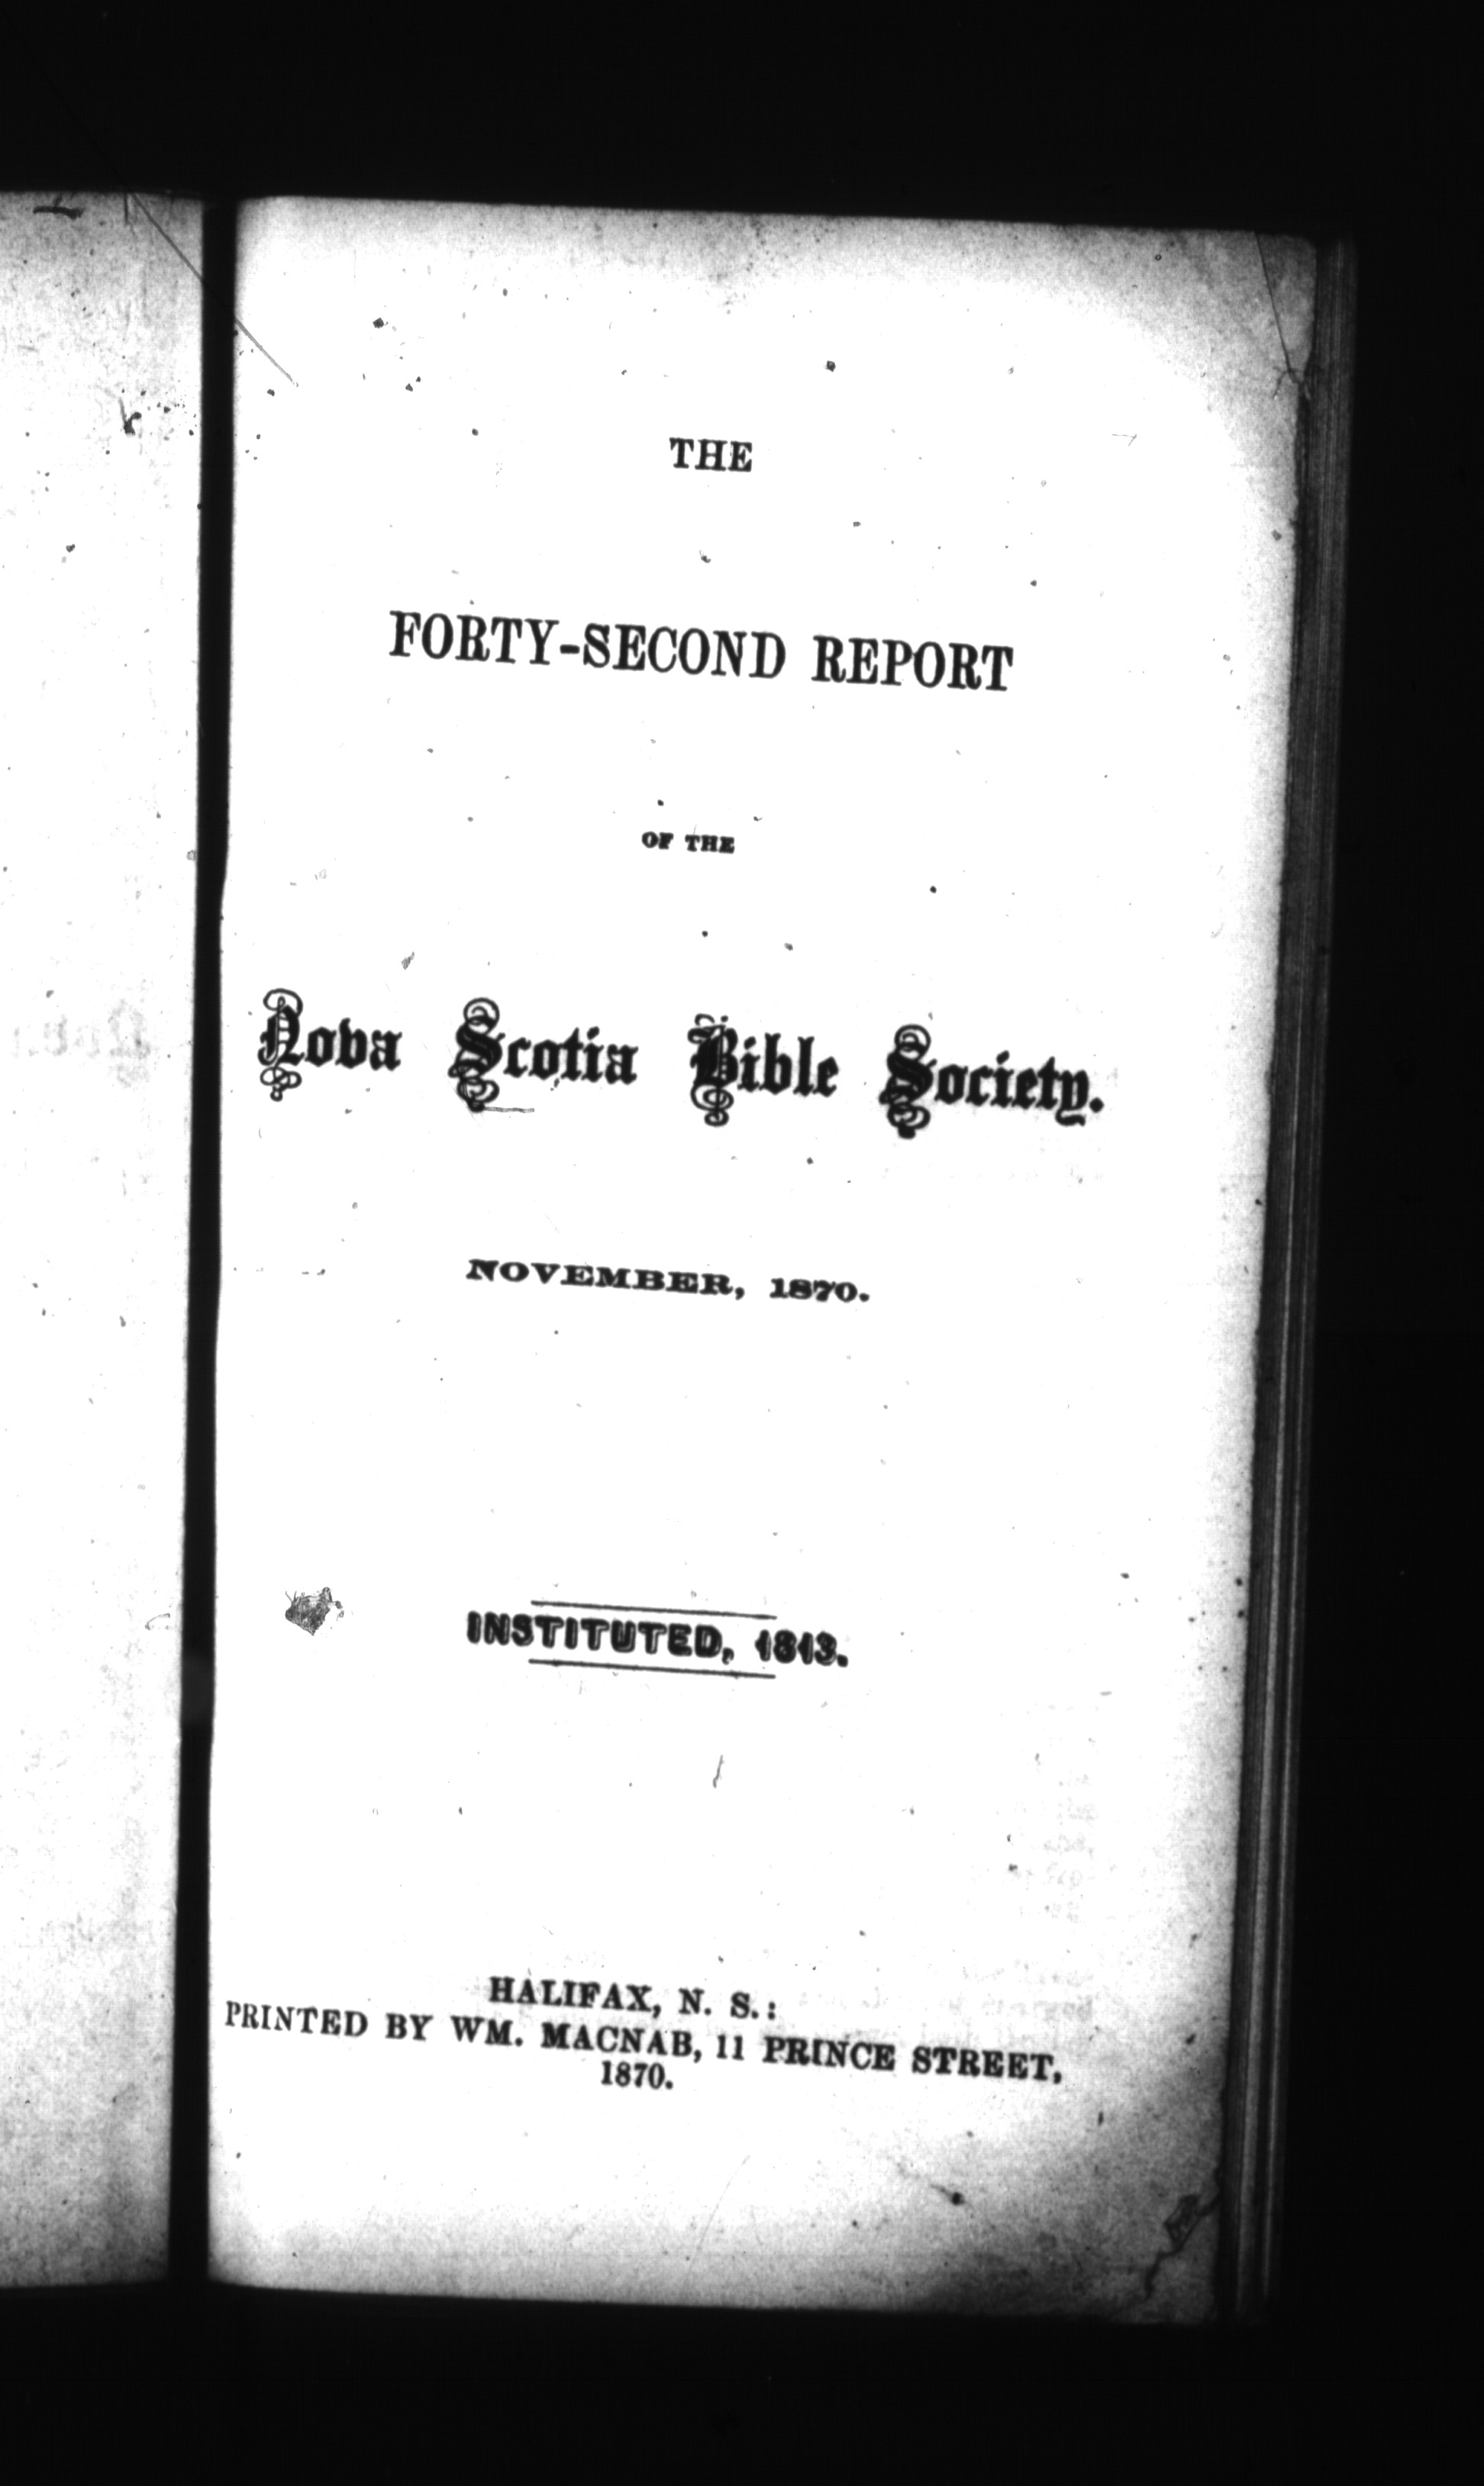 THE
FORTY-SECOND REPORT
OF THE
Nova Scotia Bible Society.
NOVEMBER, 1870.
INSTITUTED, 1813.
HALIFAX, N. S.:
PRINTED BY WM. MACNAB, 11 PRINCE STREET,
1870.